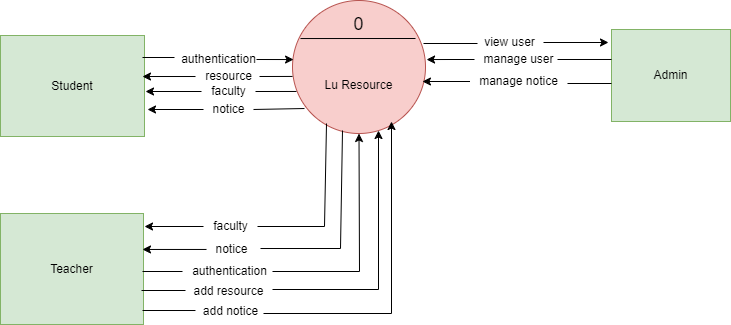 0
Lu Resource
Student
authentication
resource
faculty
notice
view user
manage user
manage notice
Admin
Teacher
faculty
notice
authentication
add resource
add notice